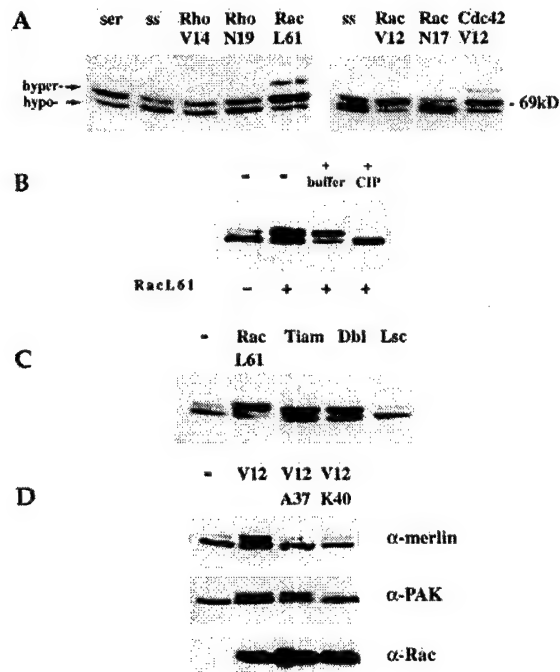 A
ser ss Rho V14 Rho N19 Rac L61 ss Rac V12 Rac N17 Cdc42 V12
hyper-
hypo-
- 69kD
B
- - + buffer + CIP
RacL61 - + + +
C
- Rac L61 Tiam Dbl Lsc
D
- V12 V12 A37 V12 K40
α-merlin
α-PAK
α-Rac